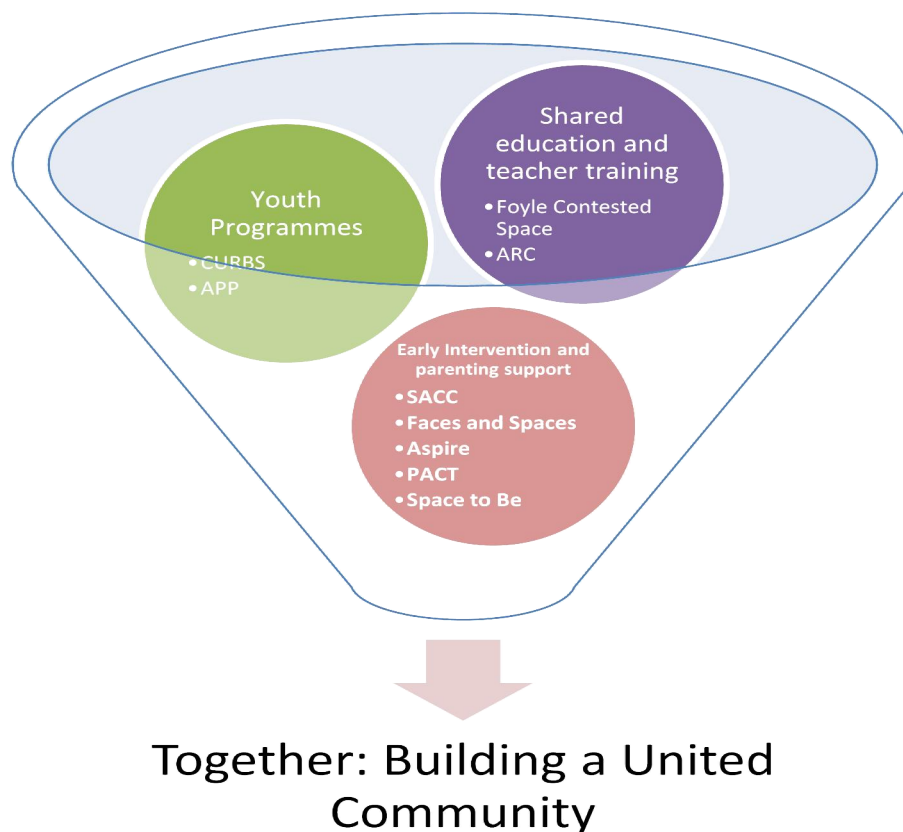 Shared
education and
teacher training
• Foyle Contested
Space
• ARC
Youth
Programmes
• CURBS
• APP
Early Intervention and
parenting support
• SACC
• Faces and Spaces
• Aspire
• PACT
• Space to Be
Together: Building a United
Community